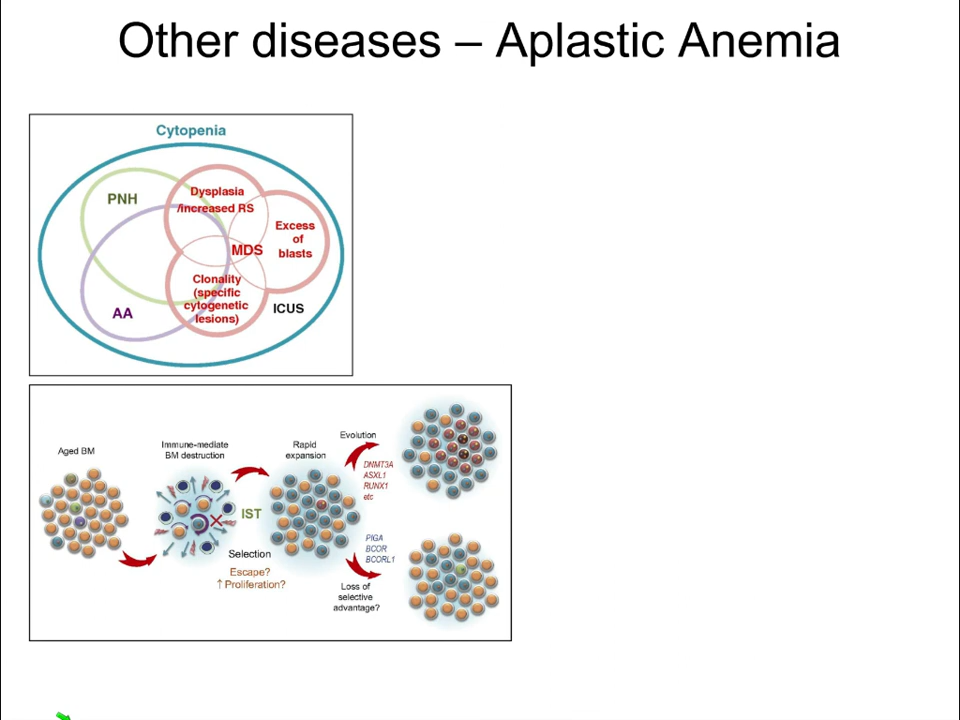 Other diseases – Aplastic Anemia
Cytopenia
PNH
Dysplasia
/increased RS
Excess
of
blasts
MDS
Clonality
(specific
cytogenetic
lesions)
ICUS
AA
Aged BM
Immune-mediate
BM destruction
Rapid
expansion
Evolution
DNMT3A
ASXL1
RUNX1
etc
IST
Selection
Escape?
↑Proliferation?
PIGA
BCOR
BCORL1
Loss of
selective
advantage?